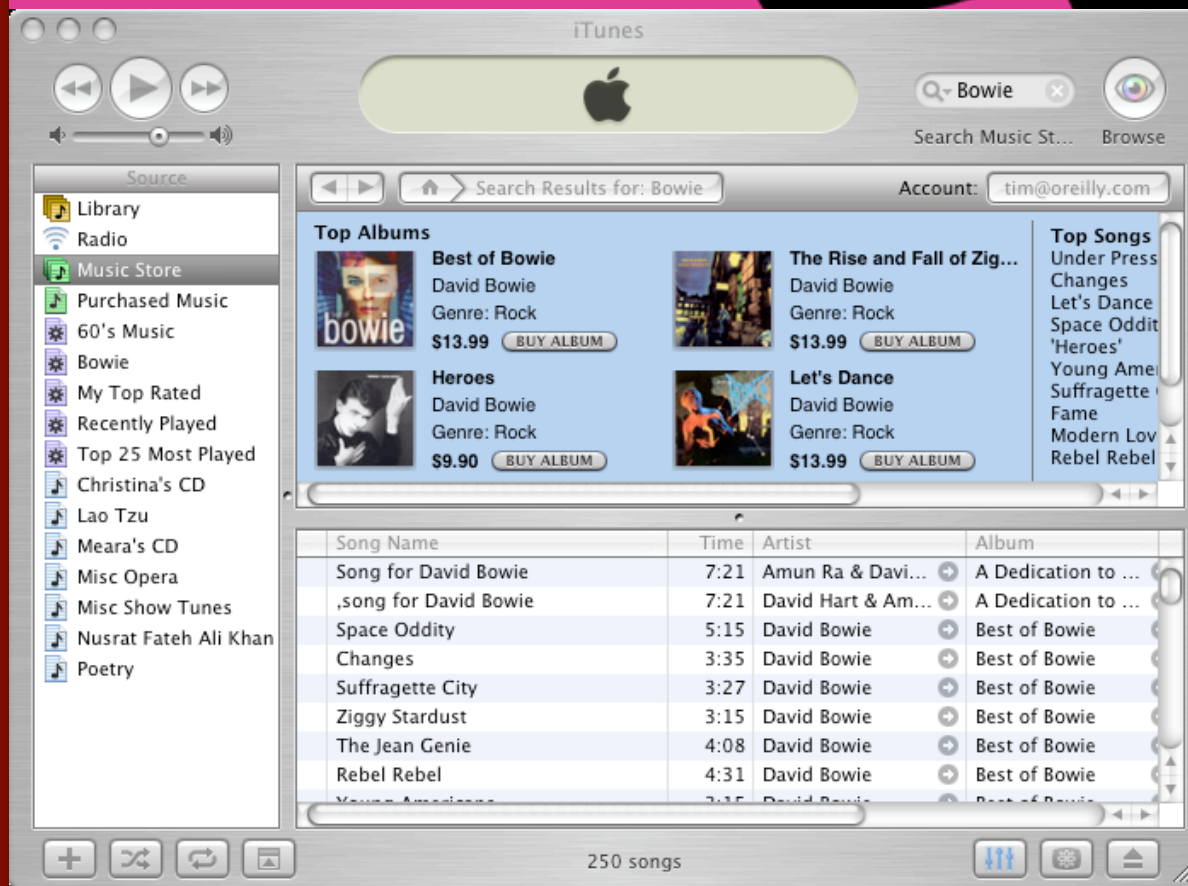 iTunes
Bowie
Search Music St...
Browse
Source
Library
Radio
Music Store
Purchased Music
60's Music
Bowie
My Top Rated
Recently Played
Top 25 Most Played
Christina's CD
Lao Tzu
Meara's CD
Misc Opera
Misc Show Tunes
Nusrat Fateh Ali Khan
Poetry
Search Results for: Bowie
Account: tim@oreilly.com
Top Albums
bowie
Best of Bowie
David Bowie
Genre: Rock
$13.99 BUY ALBUM
The Rise and Fall of Zig...
David Bowie
Genre: Rock
$13.99 BUY ALBUM
Heroes
David Bowie
Genre: Rock
$9.90 BUY ALBUM
Let's Dance
David Bowie
Genre: Rock
$13.99 BUY ALBUM
Top Songs
Under Press
Changes
Let's Dance
Space Oddit
'Heroes'
Young Ame
Suffragette
Fame
Modern Lov
Rebel Rebel
Song Name Time Artist Album
Song for David Bowie 7:21 Amun Ra & Davi... A Dedication to ...
,song for David Bowie 7:21 David Hart & Am... A Dedication to ...
Space Oddity 5:15 David Bowie Best of Bowie
Changes 3:35 David Bowie Best of Bowie
Suffragette City 3:27 David Bowie Best of Bowie
Ziggy Stardust 3:15 David Bowie Best of Bowie
The Jean Genie 4:08 David Bowie Best of Bowie
Rebel Rebel 4:31 David Bowie Best of Bowie
Young Americans 3:15 David Bowie Best of Bowie
250 songs